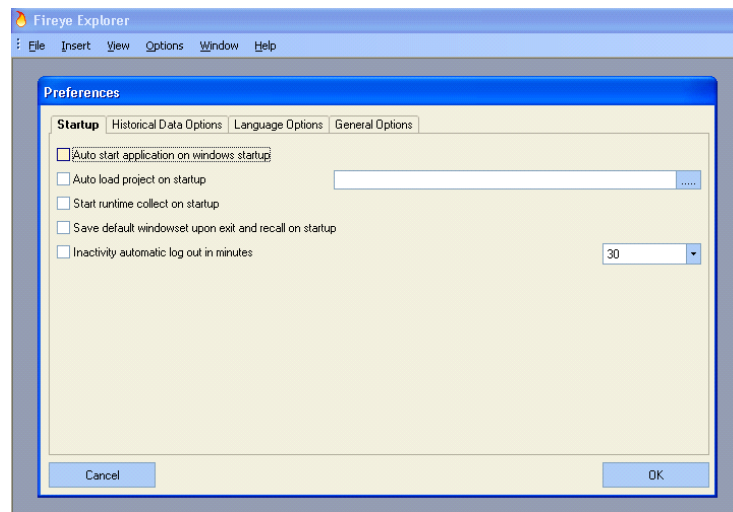 Fireye Explorer
File Insert View Options Window Help
Preferences
Startup Historical Data Options Language Options General Options
Auto start application on windows startup
Auto load project on startup .....
Start runtime collect on startup
Save default windowset upon exit and recall on startup
Inactivity automatic log out in minutes 30
Cancel OK